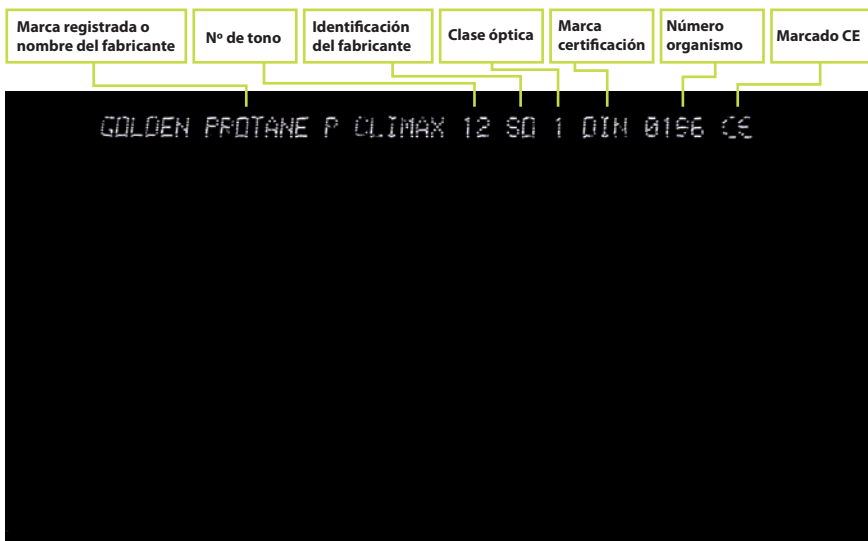 Marca registrada o
nombre del fabricante
Nº de tono
Identificación
del fabricante
Clase óptica
Marca
certificación
Número
organismo
Marcado CE
GOLDEN PROTANE P CLIMAX 12 SO 1 DIN 0196 CE